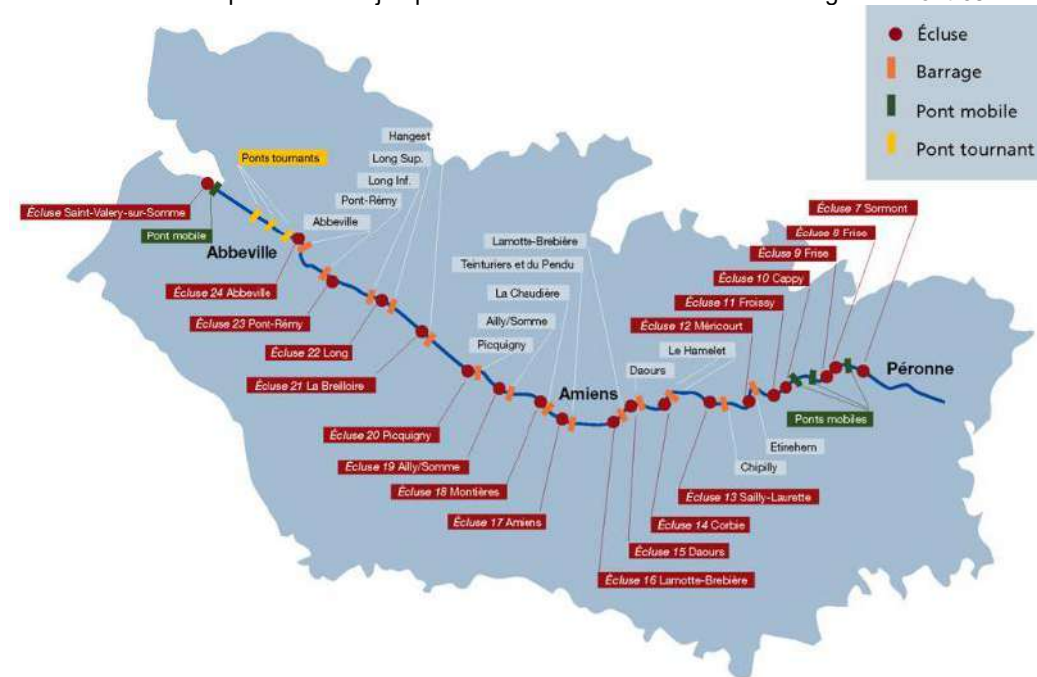 Écluse
Barrage
Pont mobile
Pont tournant
Hangest
Ponts tournants
Long Sup.
Long Inf.
Pont-Rémy
Abbeville
Écluse Saint-Valery-sur-Somme
Pont mobile
Abbeville
Lamotte-Brebière
Teinturiers et du Pendu
La Chaudière
Ailly/Somme
Picquigny
Écluse 7 Sormont
Écluse 8 Frise
Écluse 9 Frise
Écluse 10 Cappy
Écluse 11 Froissy
Écluse 12 Méricourt
Le Hamelet
Daours
Écluse 24 Abbeville
Écluse 23 Pont-Rémy
Écluse 22 Long
Écluse 21 La Breilloire
Écluse 20 Picquigny
Écluse 19 Ailly/Somme
Écluse 18 Montières
Écluse 17 Amiens
Amiens
Péronne
Ponts mobiles
Etinehem
Chipilly
Écluse 13 Sailly-Laurette
Écluse 14 Corbie
Écluse 15 Daours
Écluse 16 Lamotte-Brebière